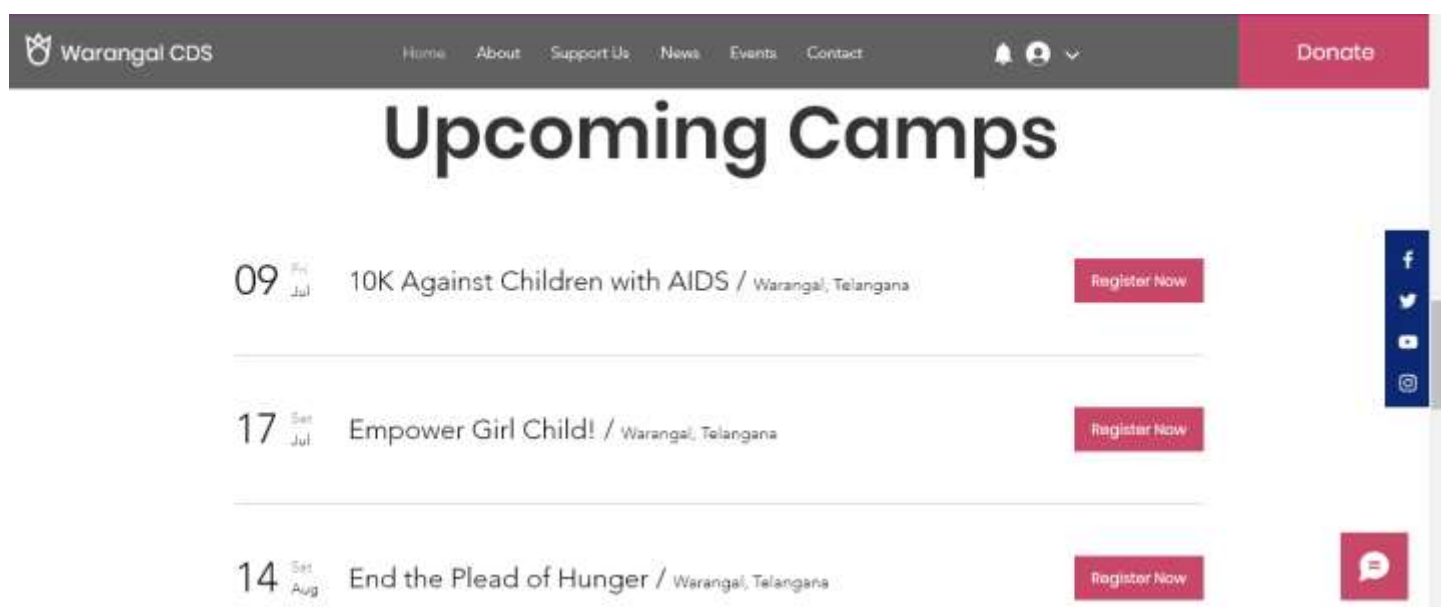 Warangal CDS Home About Support Us News Events Contact Donate
Upcoming Camps
09 Fri Jul 10K Against Children with AIDS / Warangal, Telangana Register Now
17 Sat Jul Empower Girl Child! / Warangal, Telangana Register Now
14 Sat Aug End the Plead of Hunger / Warangal, Telangana Register Now